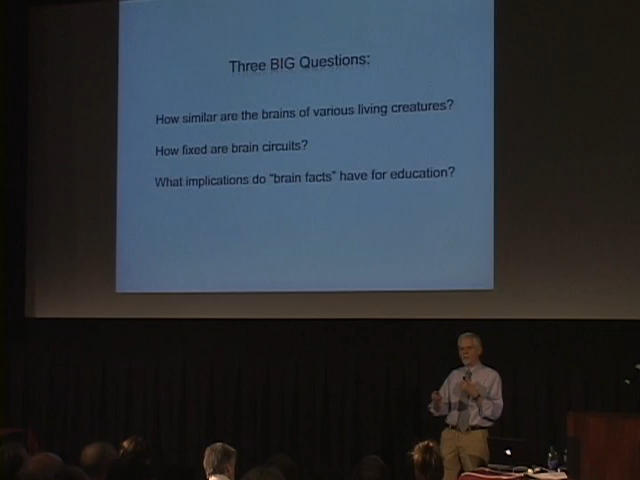 Three BIG Questions:
How similar are the brains of various living creatures?
How fixed are brain circuits?
What implications do "brain facts" have for education?